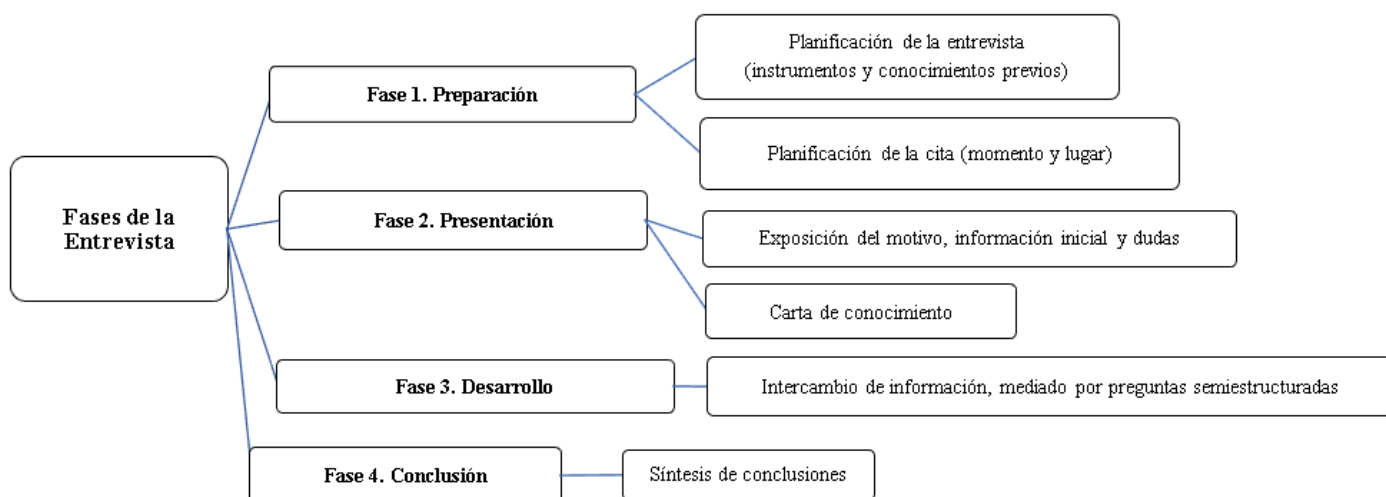 Fases de la
Entrevista
Fase 1. Preparación
Planificación de la entrevista
(instrumentos y conocimientos previos)
Planificación de la cita (momento y lugar)
Fase 2. Presentación
Exposición del motivo, información inicial y dudas
Carta de conocimiento
Fase 3. Desarrollo
Intercambio de información, mediado por preguntas semiestructuradas
Fase 4. Conclusión
Síntesis de conclusiones